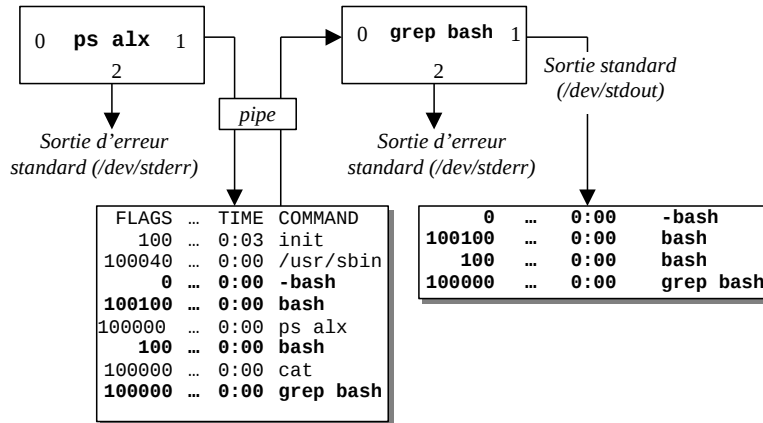 0 ps alx 1
2
Sortie d'erreur
standard (/dev/stderr)
pipe
0 grep bash 1
2
Sortie d'erreur
standard (/dev/stderr)
Sortie standard
(/dev/stdout)
FLAGS … TIME COMMAND
100 … 0:03 init
100040 … 0:00 /usr/sbin
0 … 0:00 -bash
100100 … 0:00 bash
100000 … 0:00 ps alx
100 … 0:00 bash
100000 … 0:00 cat
100000 … 0:00 grep bash
0 … 0:00 -bash
100100 … 0:00 bash
100 … 0:00 bash
100000 … 0:00 grep bash